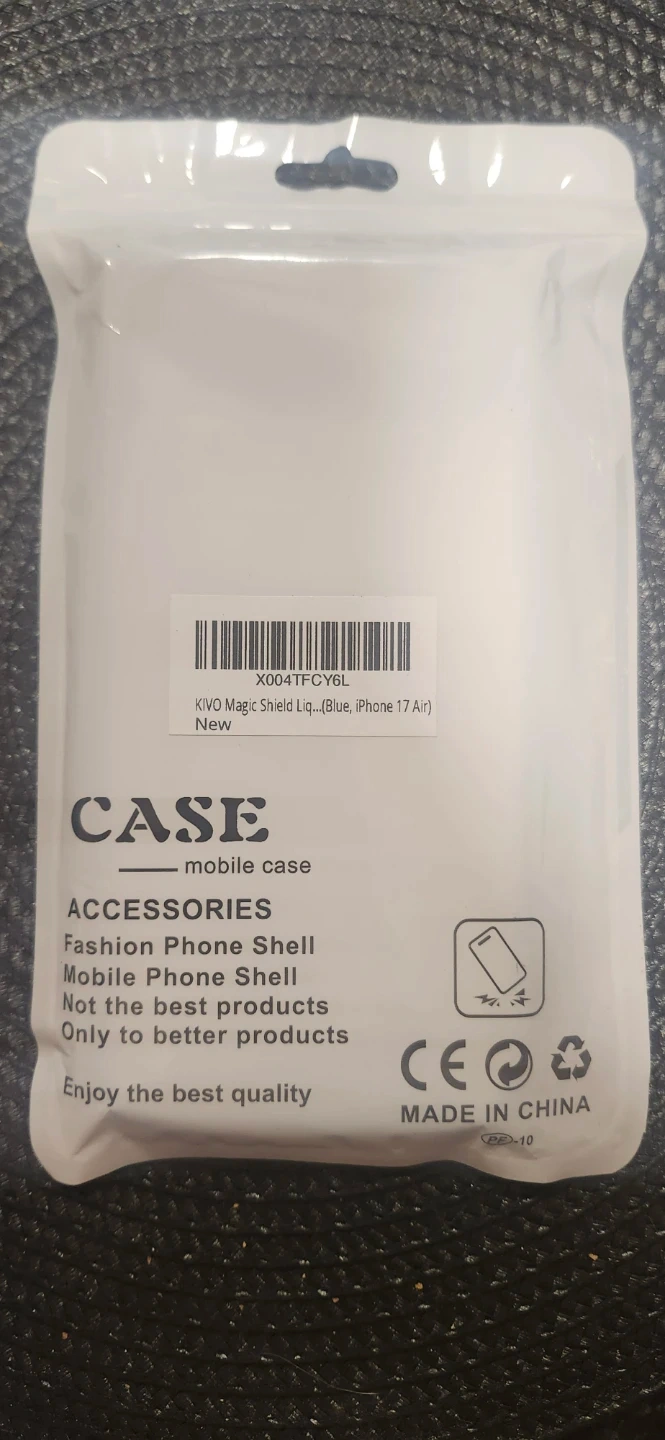 X004TFCY6L
KIVO Magic Shield Liq...(Blue, iPhone 17 Air)
New
CASE
mobile case
ACCESSORIES
Fashion Phone Shell
Mobile Phone Shell
Not the best products
Only to better products
Enjoy the best quality
CE
MADE IN CHINA
PE-10